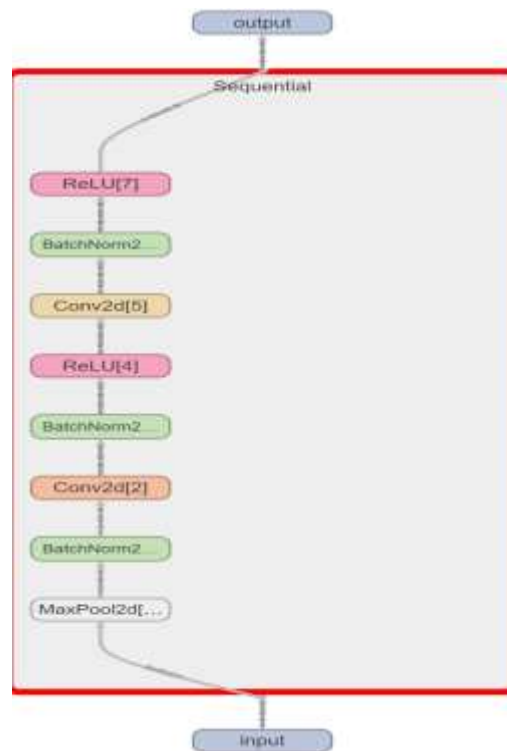 output
Sequential
ReLU[7]
BatchNorm2...
Conv2d[5]
ReLU[4]
BatchNorm2...
Conv2d[2]
BatchNorm2...
MaxPool2d[...
input